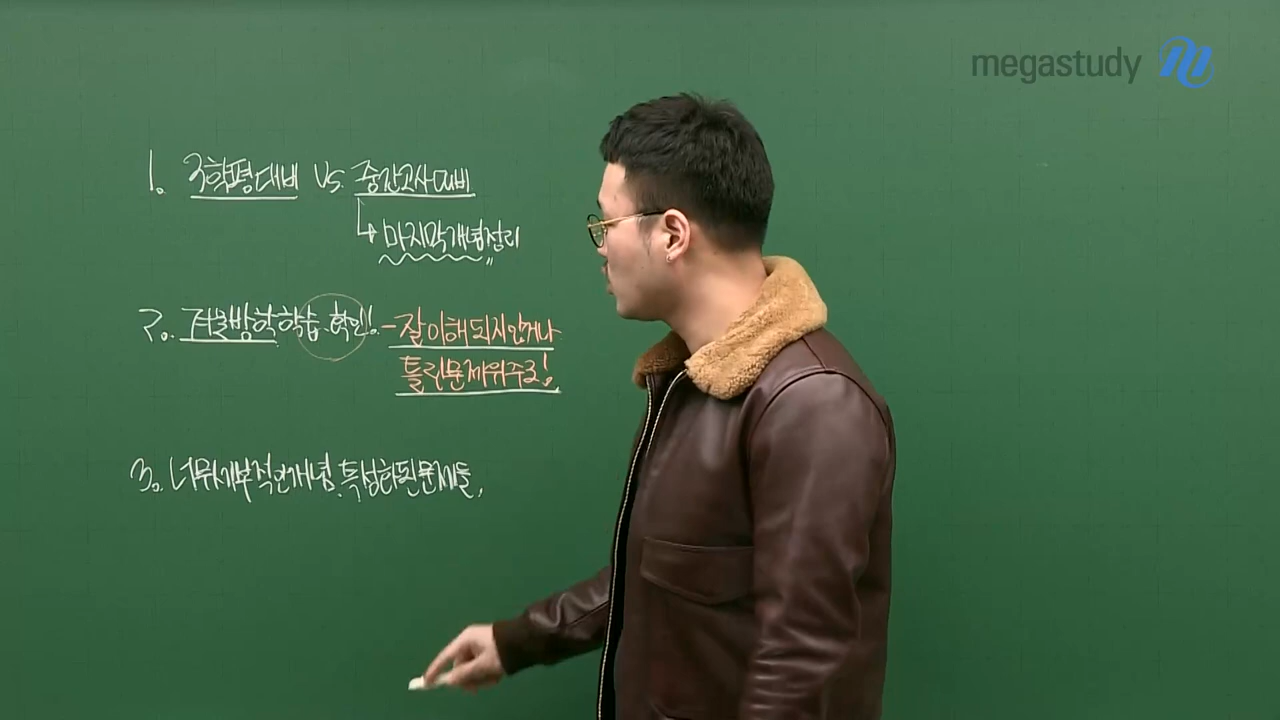 megastudy
1. 3학평대비 VS. 중간고사대비
마지막개념정리
2. 겨울방학학습 확인! - 잘 이해되지않거나
틀린문제위주로!
3. 너무세부적인개념, 특성화된문제들,